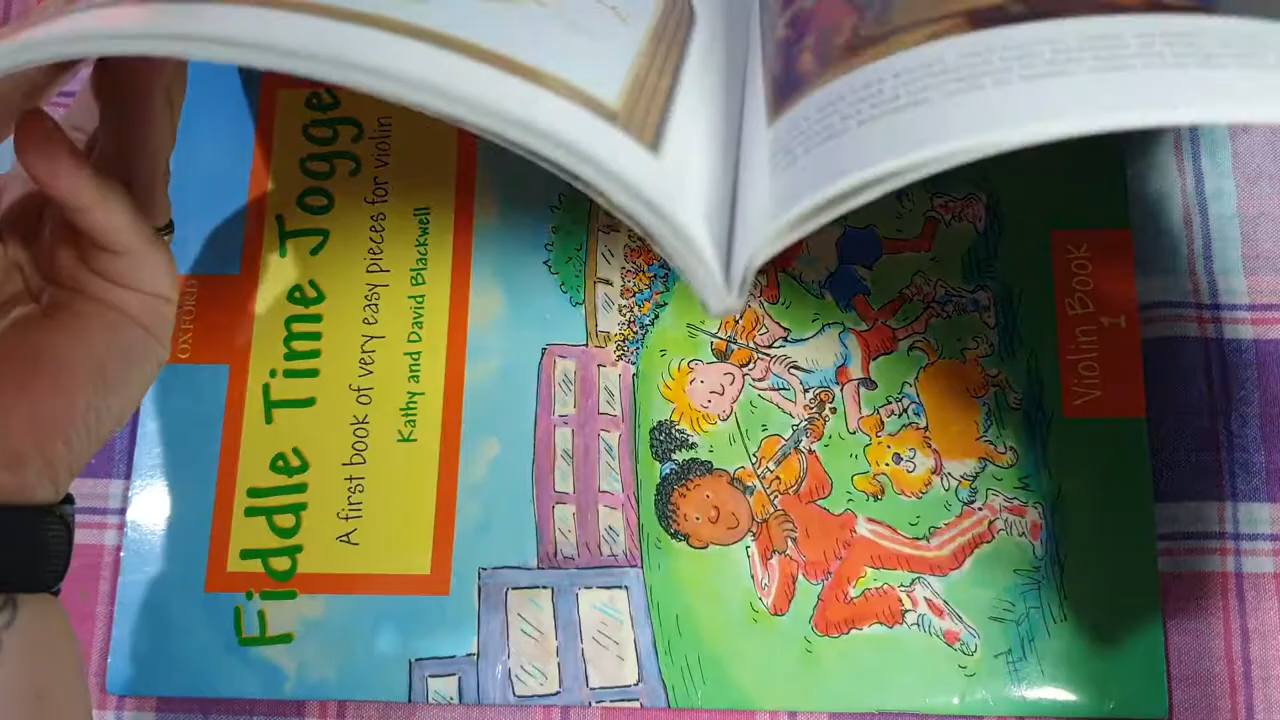 OXFORD
Fiddle Time Jogge
A first book of very easy pieces for violin
Kathy and David Blackwell
Violin Book
1